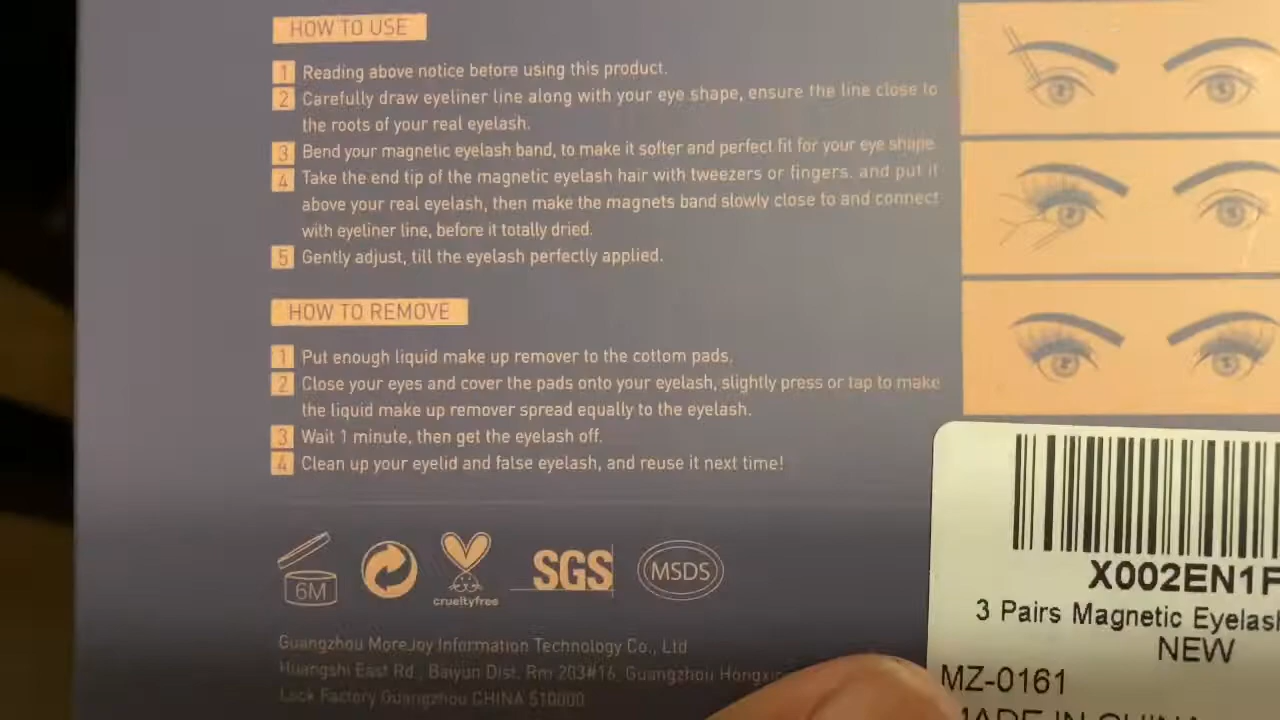 HOW TO USE
1 Reading above notice before using this product.
2 Carefully draw eyeliner line along with your eye shape, ensure the line close to
the roots of your real eyelash.
3 Bend your magnetic eyelash band, to make it softer and perfect fit for your eye shape
4 Take the end tip of the magnetic eyelash hair with tweezers or fingers. and put it
above your real eyelash, then make the magnets band slowly close to and connect
with eyeliner line, before it totally dried.
5 Gently adjust, till the eyelash perfectly applied.
HOW TO REMOVE
1 Put enough liquid make up remover to the cottom pads.
2 Close your eyes and cover the pads onto your eyelash, slightly press or tap to make
the liquid make up remover spread equally to the eyelash.
3 Wait 1 minute, then get the eyelash off.
4 Clean up your eyelid and false eyelash, and reuse it next time!
6M
crueltyfree
SGS
MSDS
Guangzhou MoreJoy Information Technology Co., Ltd
Huangshi East Rd., Baiyun Dist. Rm 203#16, Guangzhou
Lack Factory Guangzhou CHINA 510000
X002EN1F
3 Pairs Magnetic Eyelash
NEW
MZ-0161
MADE IN CHINA